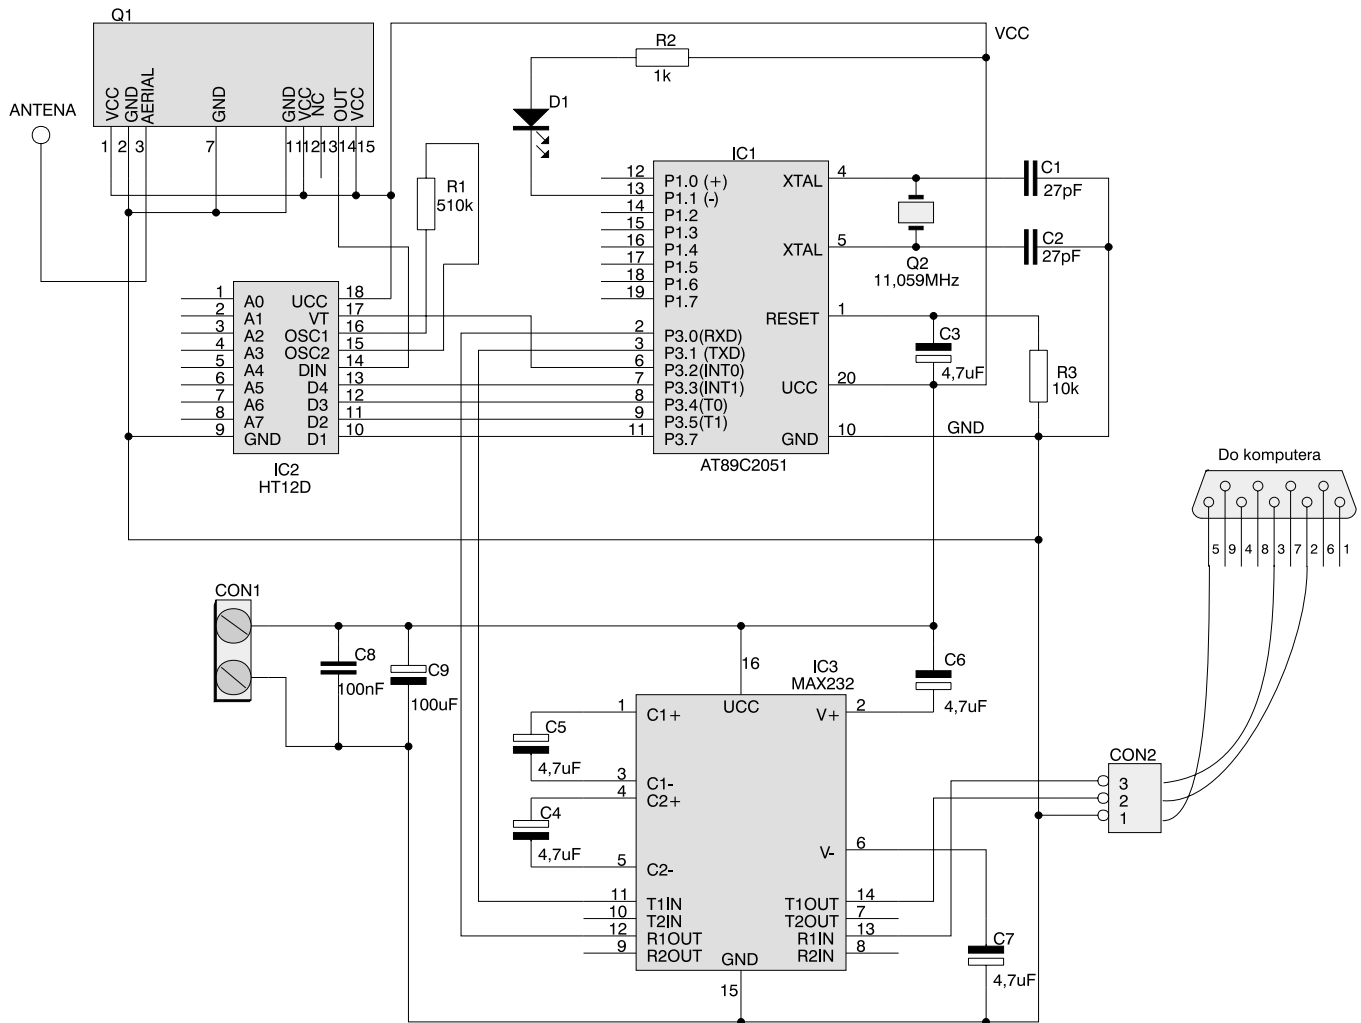 Q1
VCC
GND
AERIAL
GND
GND
VCC
NC
OUT
VCC
1
2
3
7
11
12
13
14
15
ANTENA
R1
510k
R2
1k
D1
VCC
IC1
12 P1.0 (+)
13 P1.1 (-)
14 P1.2
15 P1.3
16 P1.4
17 P1.5
18 P1.6
19 P1.7
2 P3.0(RXD)
3 P3.1 (TXD)
6 P3.2(INT0)
7 P3.3(INT1)
8 P3.4(T0)
9 P3.5(T1)
11 P3.7
XTAL 4
XTAL 5
RESET 1
UCC 20
GND 10
GND
AT89C2051
C1
27pF
C2
27pF
Q2
11,059MHz
C3
4,7uF
R3
10k
1 A0 UCC 18
2 A1 VT 17
3 A2 OSC1 16
4 A3 OSC2 15
5 A4 DIN 14
6 A5 D4 13
7 A6 D3 12
8 A7 D2 11
9 GND D1 10
IC2
HT12D
Do komputera
5 9 4 8 3 7 2 6 1
CON1
C8
100nF
C9
100uF
IC3
MAX232
16
UCC
1 C1+
3 C1-
4 C2+
5 C2-
11 T1IN
10 T2IN
12 R1OUT
9 R2OUT
V+ 2
V- 6
T1OUT 14
T2OUT 7
R1IN 13
R2IN 8
GND
15
C5
4,7uF
C4
4,7uF
C6
4,7uF
C7
4,7uF
CON2
3
2
1